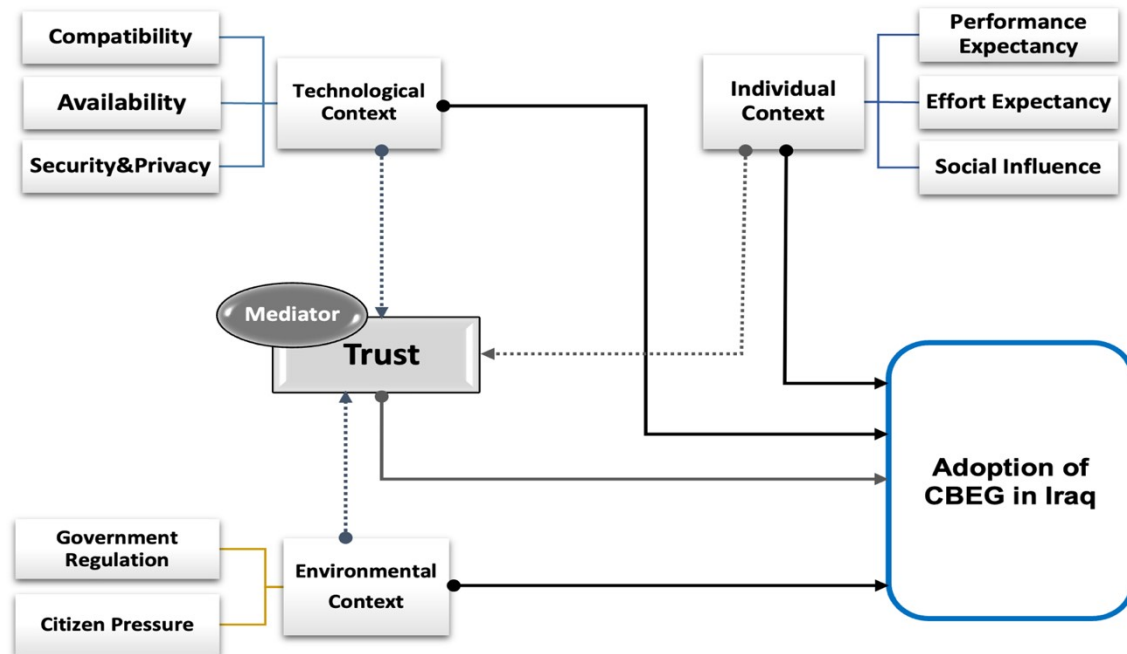 Compatibility
Availability
Security&Privacy
Technological
Context
Individual
Context
Performance
Expectancy
Effort Expectancy
Social Influence
Mediator
Trust
Adoption of
CBEG in Iraq
Government
Regulation
Citizen Pressure
Environmental
Context